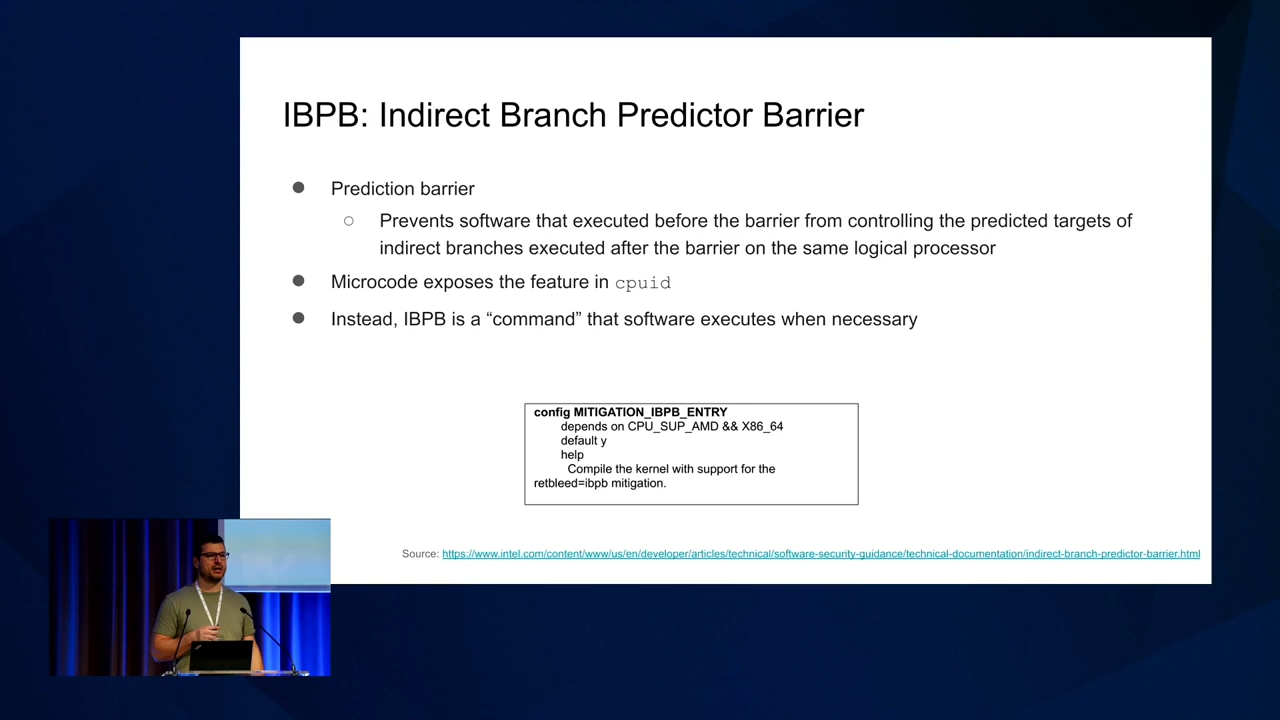 IBPB: Indirect Branch Predictor Barrier
● Prediction barrier
○ Prevents software that executed before the barrier from controlling the predicted targets of
indirect branches executed after the barrier on the same logical processor
● Microcode exposes the feature in cpuid
● Instead, IBPB is a “command” that software executes when necessary
config MITIGATION_IBPB_ENTRY
depends on CPU_SUP_AMD && X86_64
default y
help
Compile the kernel with support for the
retbleed=ibpb mitigation.
Source: https://www.intel.com/content/www/us/en/developer/articles/technical/software-security-guidance/technical-documentation/indirect-branch-predictor-barrier.html